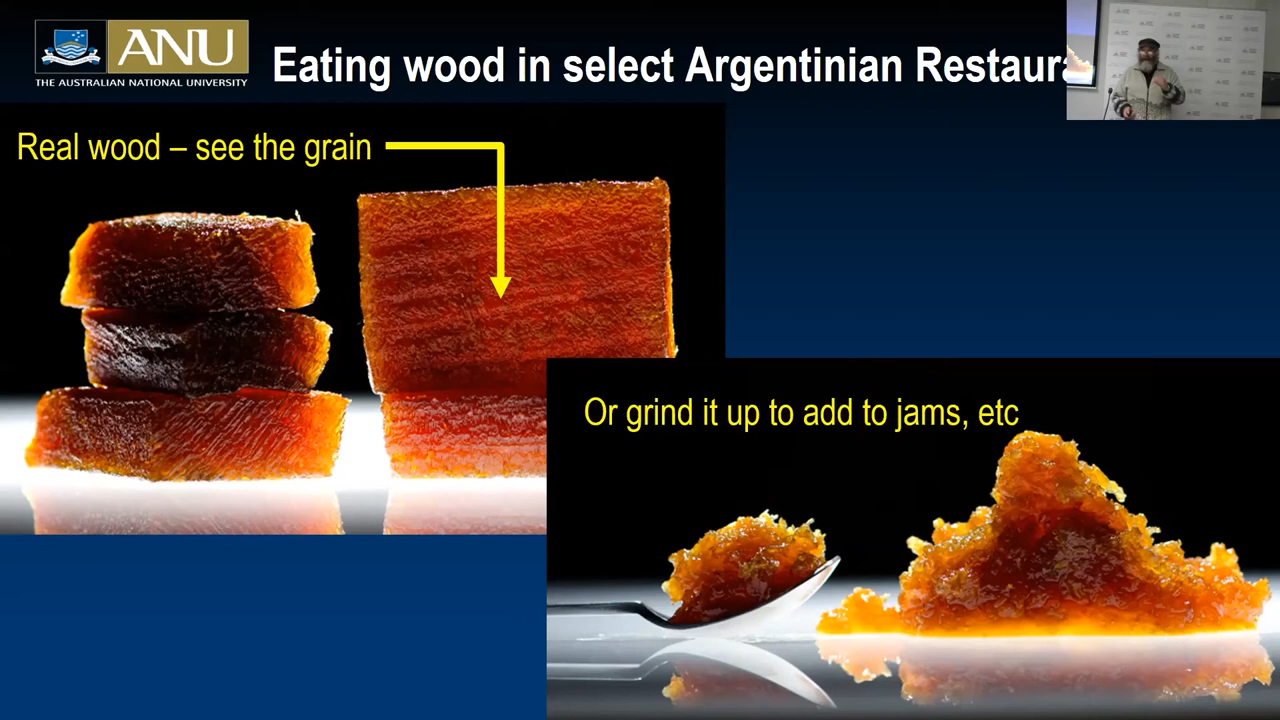 ANU
THE AUSTRALIAN NATIONAL UNIVERSITY
Eating wood in select Argentinian Restaura
Real wood – see the grain
Or grind it up to add to jams, etc